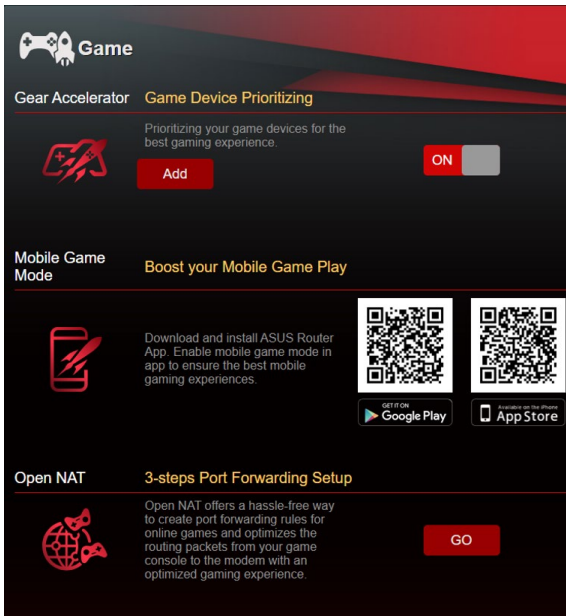 Game
Gear Accelerator
Game Device Prioritizing
Prioritizing your game devices for the
best gaming experience.
ON
Add
Mobile Game
Mode
Boost your Mobile Game Play
Download and install ASUS Router
App. Enable mobile game mode in
app to ensure the best mobile
gaming experiences.
GET IT ON
Google Play
Available on the iPhone
App Store
Open NAT
3-steps Port Forwarding Setup
Open NAT offers a hassle-free way
to create port forwarding rules for
online games and optimizes the
routing packets from your game
console to the modem with an
optimized gaming experience.
GO